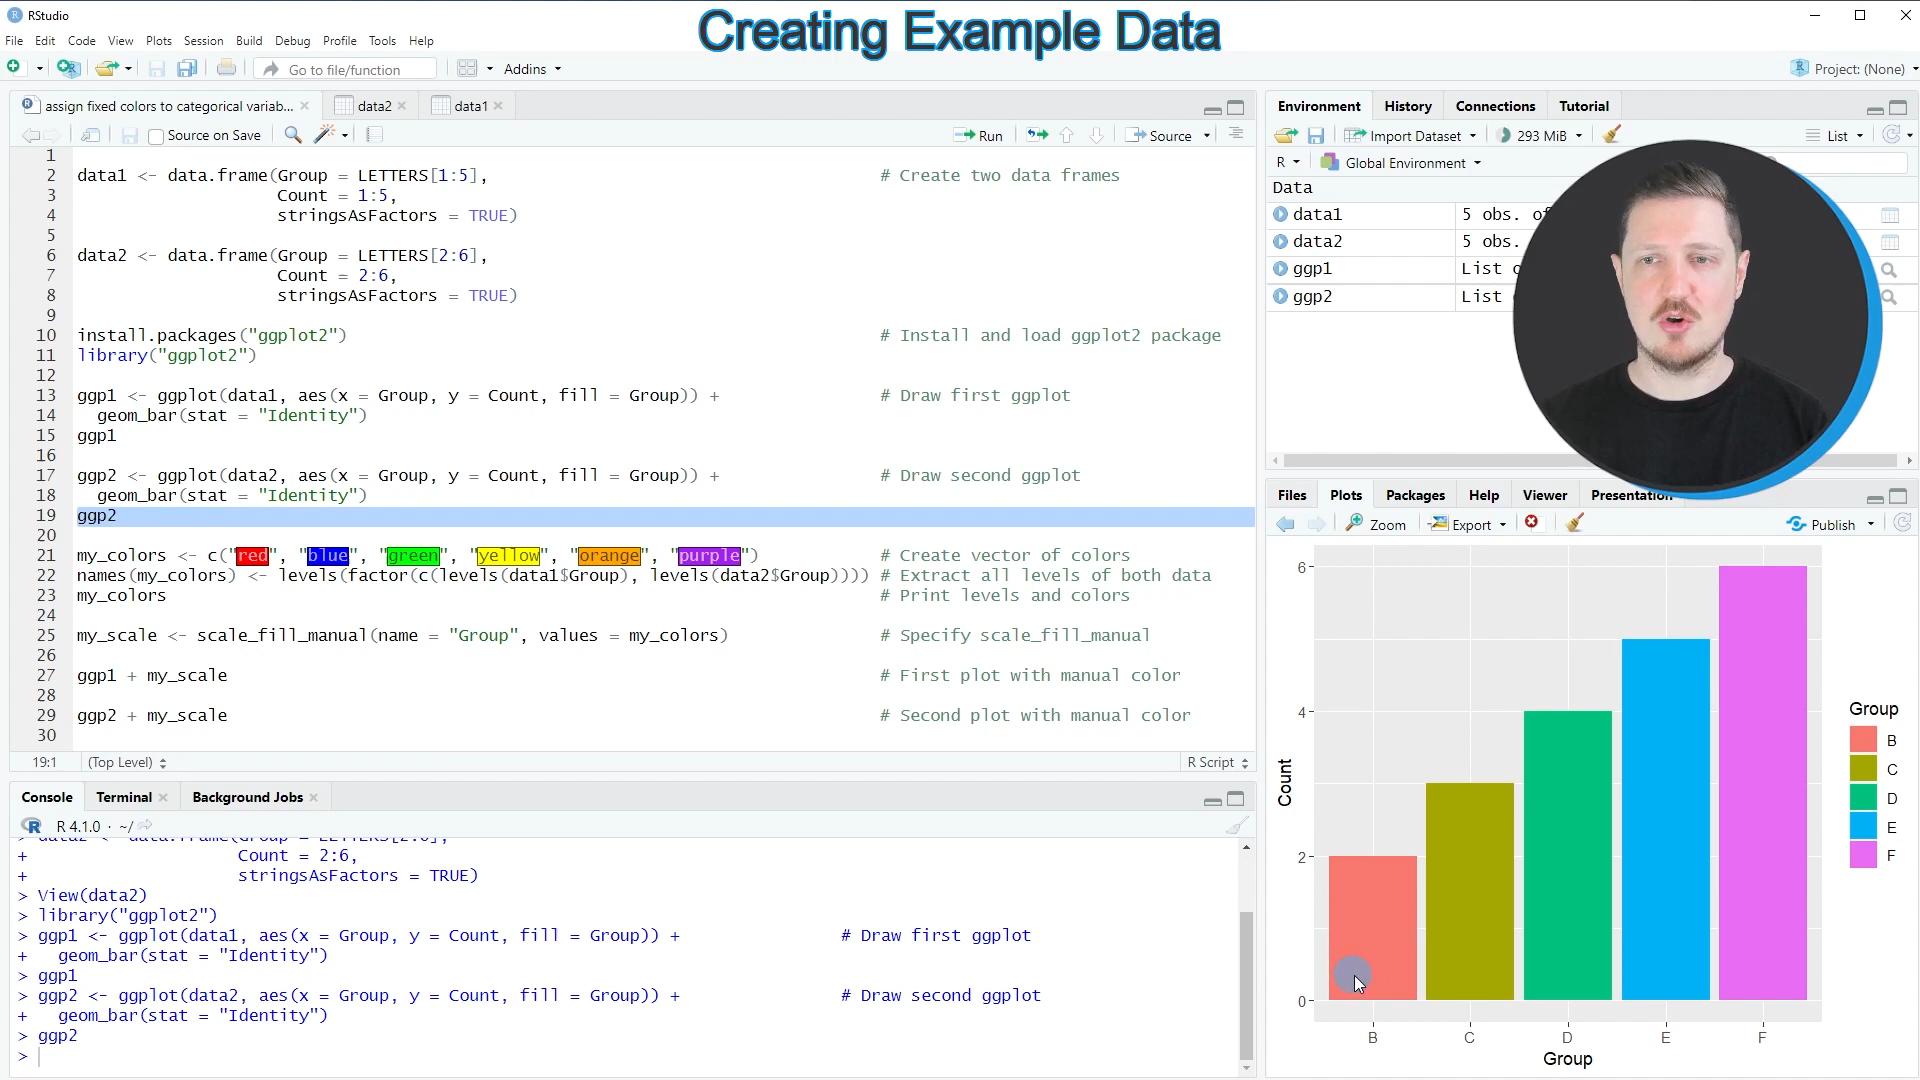 RStudio
Creating Example Data
File Edit Code View Plots Session Build Debug Profile Tools Help
Go to file/function
Addins
Project: (None)
assign fixed colors to categorical variab...
data2
data1
Source on Save
Run
Source
1
2 data1 <- data.frame(Group = LETTERS[1:5], # Create two data frames
3 Count = 1:5,
4 stringsAsFactors = TRUE)
5
6 data2 <- data.frame(Group = LETTERS[2:6],
7 Count = 2:6,
8 stringsAsFactors = TRUE)
9
10 install.packages("ggplot2") # Install and load ggplot2 package
11 library("ggplot2")
12
13 ggp1 <- ggplot(data1, aes(x = Group, y = Count, fill = Group)) + # Draw first ggplot
14 geom_bar(stat = "Identity")
15 ggp1
16
17 ggp2 <- ggplot(data2, aes(x = Group, y = Count, fill = Group)) + # Draw second ggplot
18 geom_bar(stat = "Identity")
19 ggp2
20
21 my_colors <- c("red", "blue", "green", "yellow", "orange", "purple") # Create vector of colors
22 names(my_colors) <- levels(factor(c(levels(data1$Group), levels(data2$Group)))) # Extract all levels of both data
23 my_colors # Print levels and colors
24
25 my_scale <- scale_fill_manual(name = "Group", values = my_colors) # Specify scale_fill_manual
26
27 ggp1 + my_scale # First plot with manual color
28
29 ggp2 + my_scale # Second plot with manual color
30
19:1 (Top Level) R Script
Console Terminal Background Jobs
R 4.1.0 · ~/
> data2 <- data.frame(Group = LETTERS[2:6],
+ Count = 2:6,
+ stringsAsFactors = TRUE)
> View(data2)
> library("ggplot2")
> ggp1 <- ggplot(data1, aes(x = Group, y = Count, fill = Group)) + # Draw first ggplot
+ geom_bar(stat = "Identity")
> ggp1
> ggp2 <- ggplot(data2, aes(x = Group, y = Count, fill = Group)) + # Draw second ggplot
+ geom_bar(stat = "Identity")
> ggp2
>
Environment History Connections Tutorial
Import Dataset 293 MiB List
R Global Environment
Data
data1 5 obs. of
data2 5 obs.
ggp1 List
ggp2 List
Files Plots Packages Help Viewer Presentation
Zoom Export Publish
6
4
2
0
Count
B C D E F
Group
Group
B
C
D
E
F